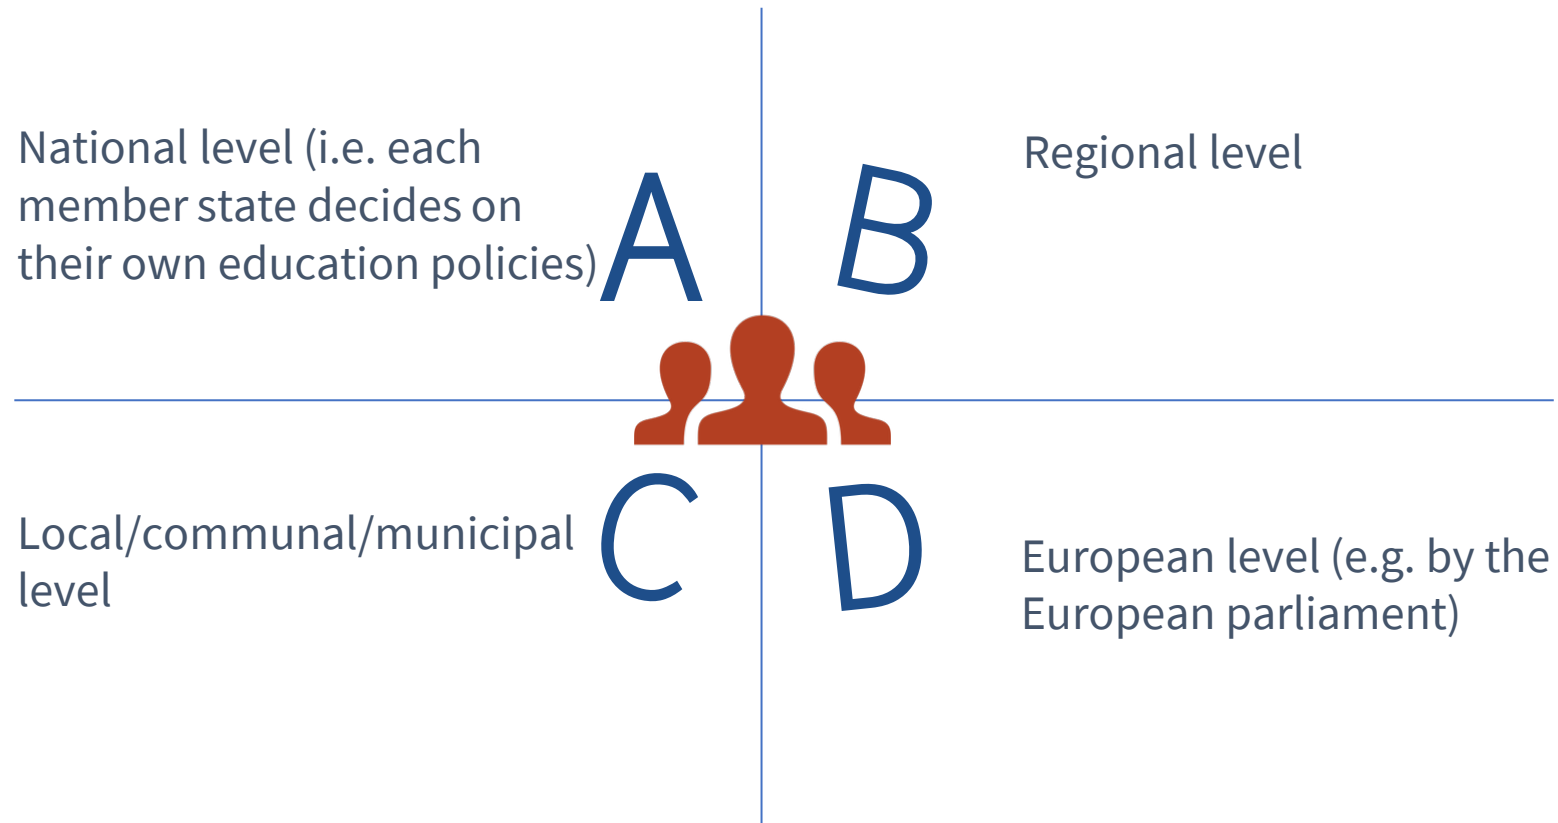 National level (i.e. each
member state decides on
their own education policies)
A
B
Regional level
Local/communal/municipal
level
C
D
European level (e.g. by the
European parliament)